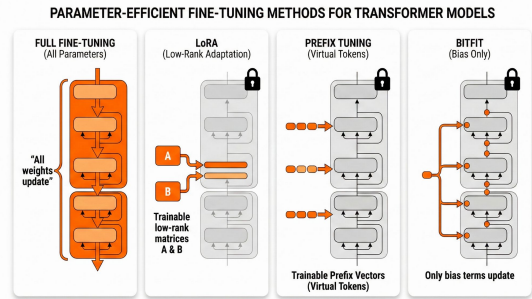 PARAMETER-EFFICIENT FINE-TUNING METHODS FOR TRANSFORMER MODELS
FULL FINE-TUNING
(All Parameters)
"All
weights
update"
LoRA
(Low-Rank Adaptation)
A
B
Trainable
low-rank
matrices
A & B
PREFIX TUNING
(Virtual Tokens)
Trainable Prefix Vectors
(Virtual Tokens)
BITFIT
(Bias Only)
Only bias terms update